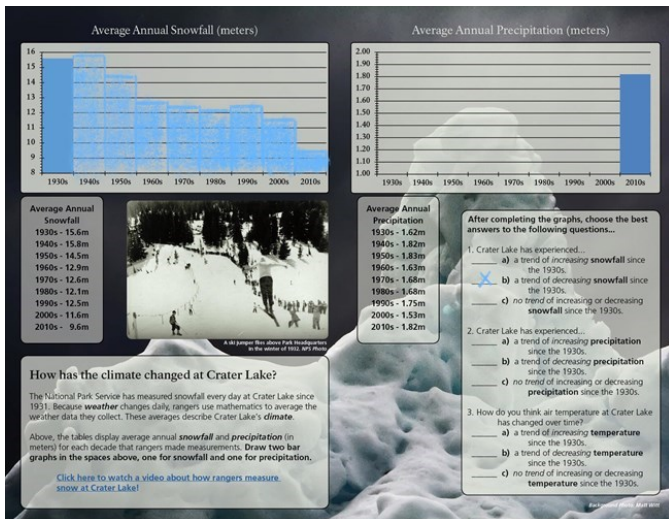 Average Annual Snowfall (meters)
16
15
14
13
12
11
10
9
8
1930s 1940s 1950s 1960s 1970s 1980s 1990s 2000s 2010s
Average Annual Precipitation (meters)
2.00
1.90
1.80
1.70
1.60
1.50
1.40
1.30
1.20
1.10
1.00
1930s 1940s 1950s 1960s 1970s 1980s 1990s 2000s 2010s
Average Annual
Snowfall
1930s - 15.6m
1940s - 15.8m
1950s - 14.5m
1960s - 12.9m
1970s - 12.6m
1980s - 12.1m
1990s - 12.5m
2000s - 11.6m
2010s - 9.6m
A ski jumper flies above Park Headquarters
in the winter of 1932. NPS Photo
Average Annual
Precipitation
1930s - 1.62m
1940s - 1.82m
1950s - 1.83m
1960s - 1.63m
1970s - 1.68m
1980s - 1.68m
1990s - 1.75m
2000s - 1.53m
2010s - 1.82m
How has the climate changed at Crater Lake?
The National Park Service has measured snowfall every day at Crater Lake since
1931. Because weather changes daily, rangers use mathematics to average the
weather data they collect. These averages describe Crater Lake's climate.
Above, the tables display average annual snowfall and precipitation (in
meters) for each decade that rangers made measurements. Draw two bar
graphs in the spaces above, one for snowfall and one for precipitation.
Click here to watch a video about how rangers measure
snow at Crater Lake!
After completing the graphs, choose the best
answers to the following questions...
1. Crater Lake has experienced...
____ a) a trend of increasing snowfall since
the 1930s.
X b) a trend of decreasing snowfall since
the 1930s.
____ c) no trend of increasing or decreasing
snowfall since the 1930s.
2. Crater Lake has experienced...
____ a) a trend of increasing precipitation
since the 1930s.
____ b) a trend of decreasing precipitation
since the 1930s.
____ c) no trend of increasing or decreasing
precipitation since the 1930s.
3. How do you think air temperature at Crater Lake
has changed over time?
____ a) a trend of increasing temperature
since the 1930s.
____ b) a trend of decreasing temperature
since the 1930s.
____ c) no trend of increasing or decreasing
temperature since the 1930s.
Background Photo: